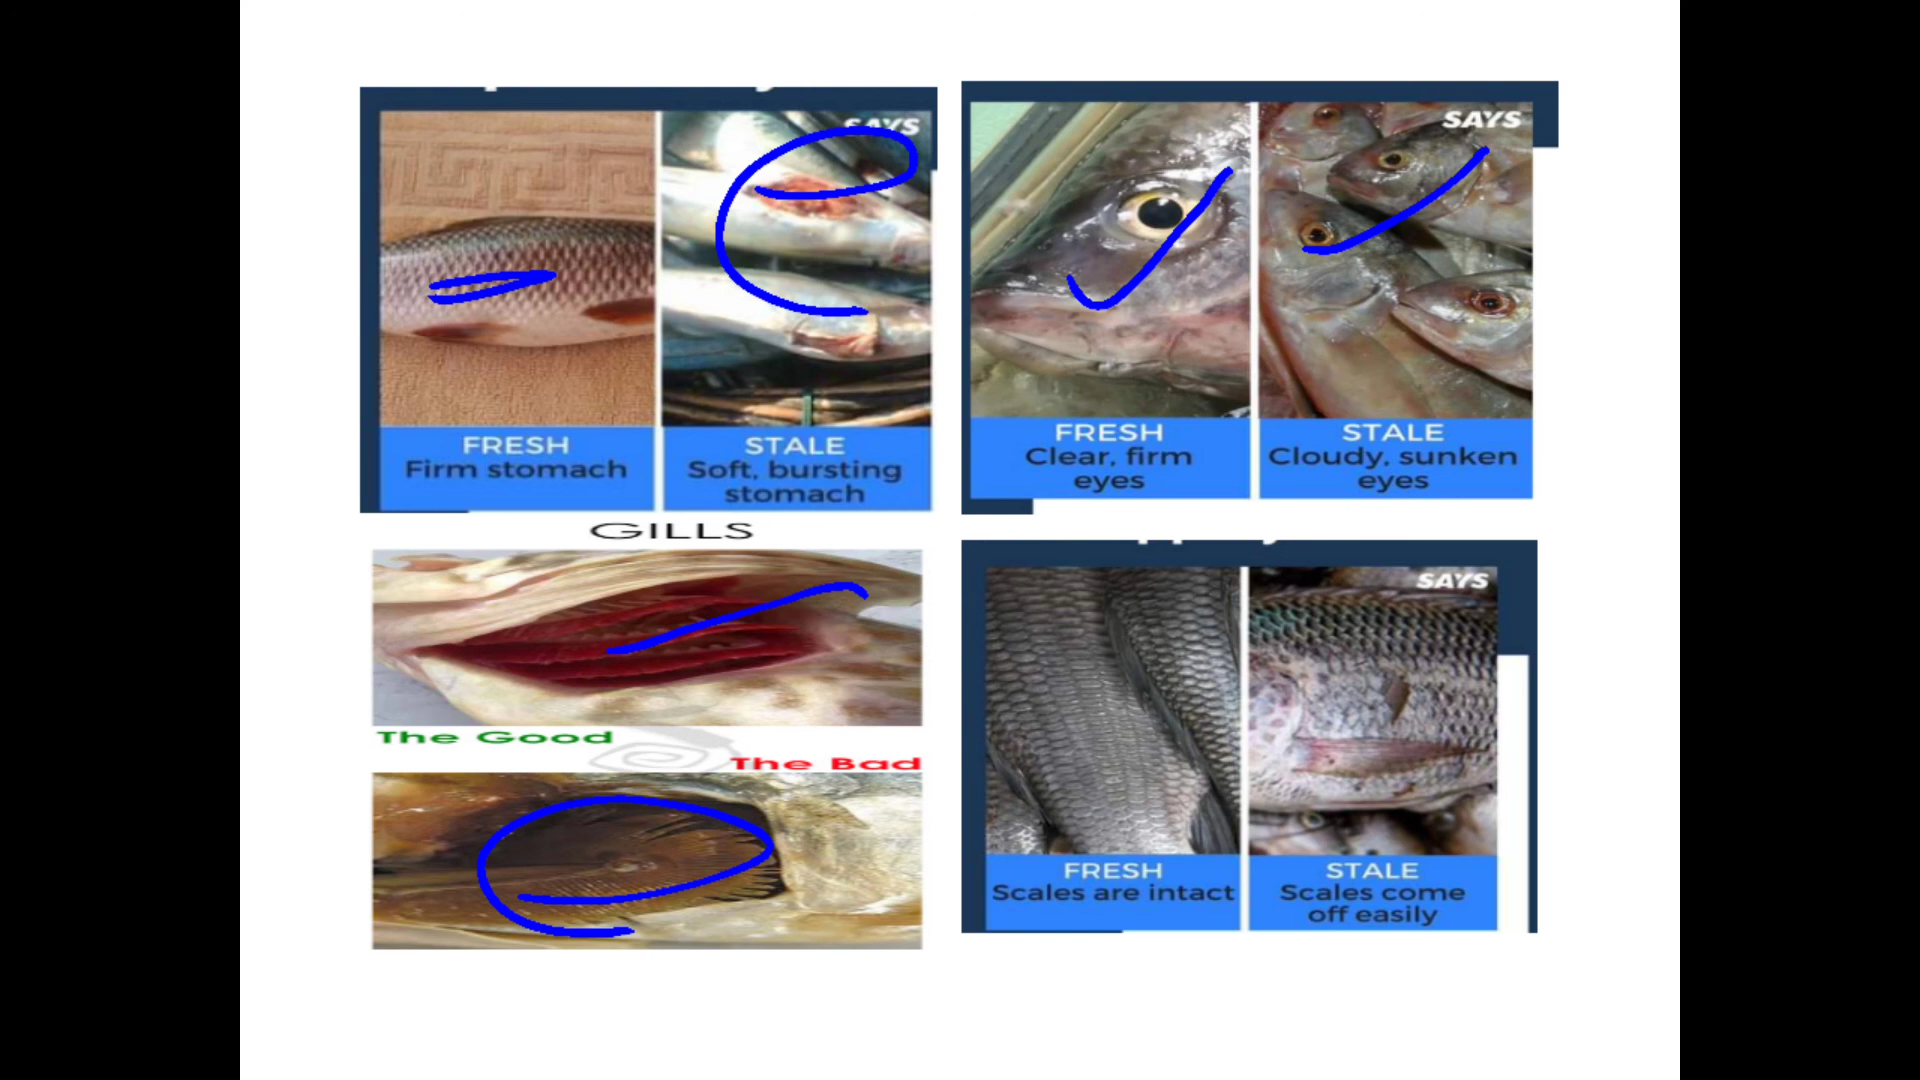 SAYS
FRESH
Firm stomach
STALE
Soft, bursting
stomach
SAYS
FRESH
Clear, firm
eyes
STALE
Cloudy, sunken
eyes
GILLS
The Good
The Bad
SAYS
FRESH
Scales are intact
STALE
Scales come
off easily